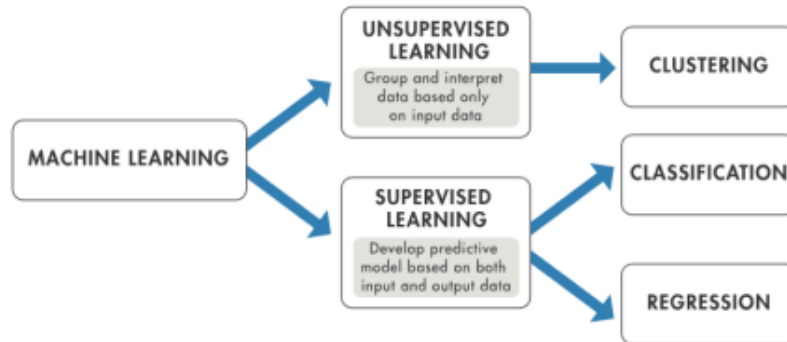 MACHINE LEARNING
UNSUPERVISED
LEARNING
Group and interpret
data based only
on input data
SUPERVISED
LEARNING
Develop predictive
model based on both
input and output data
CLUSTERING
CLASSIFICATION
REGRESSION